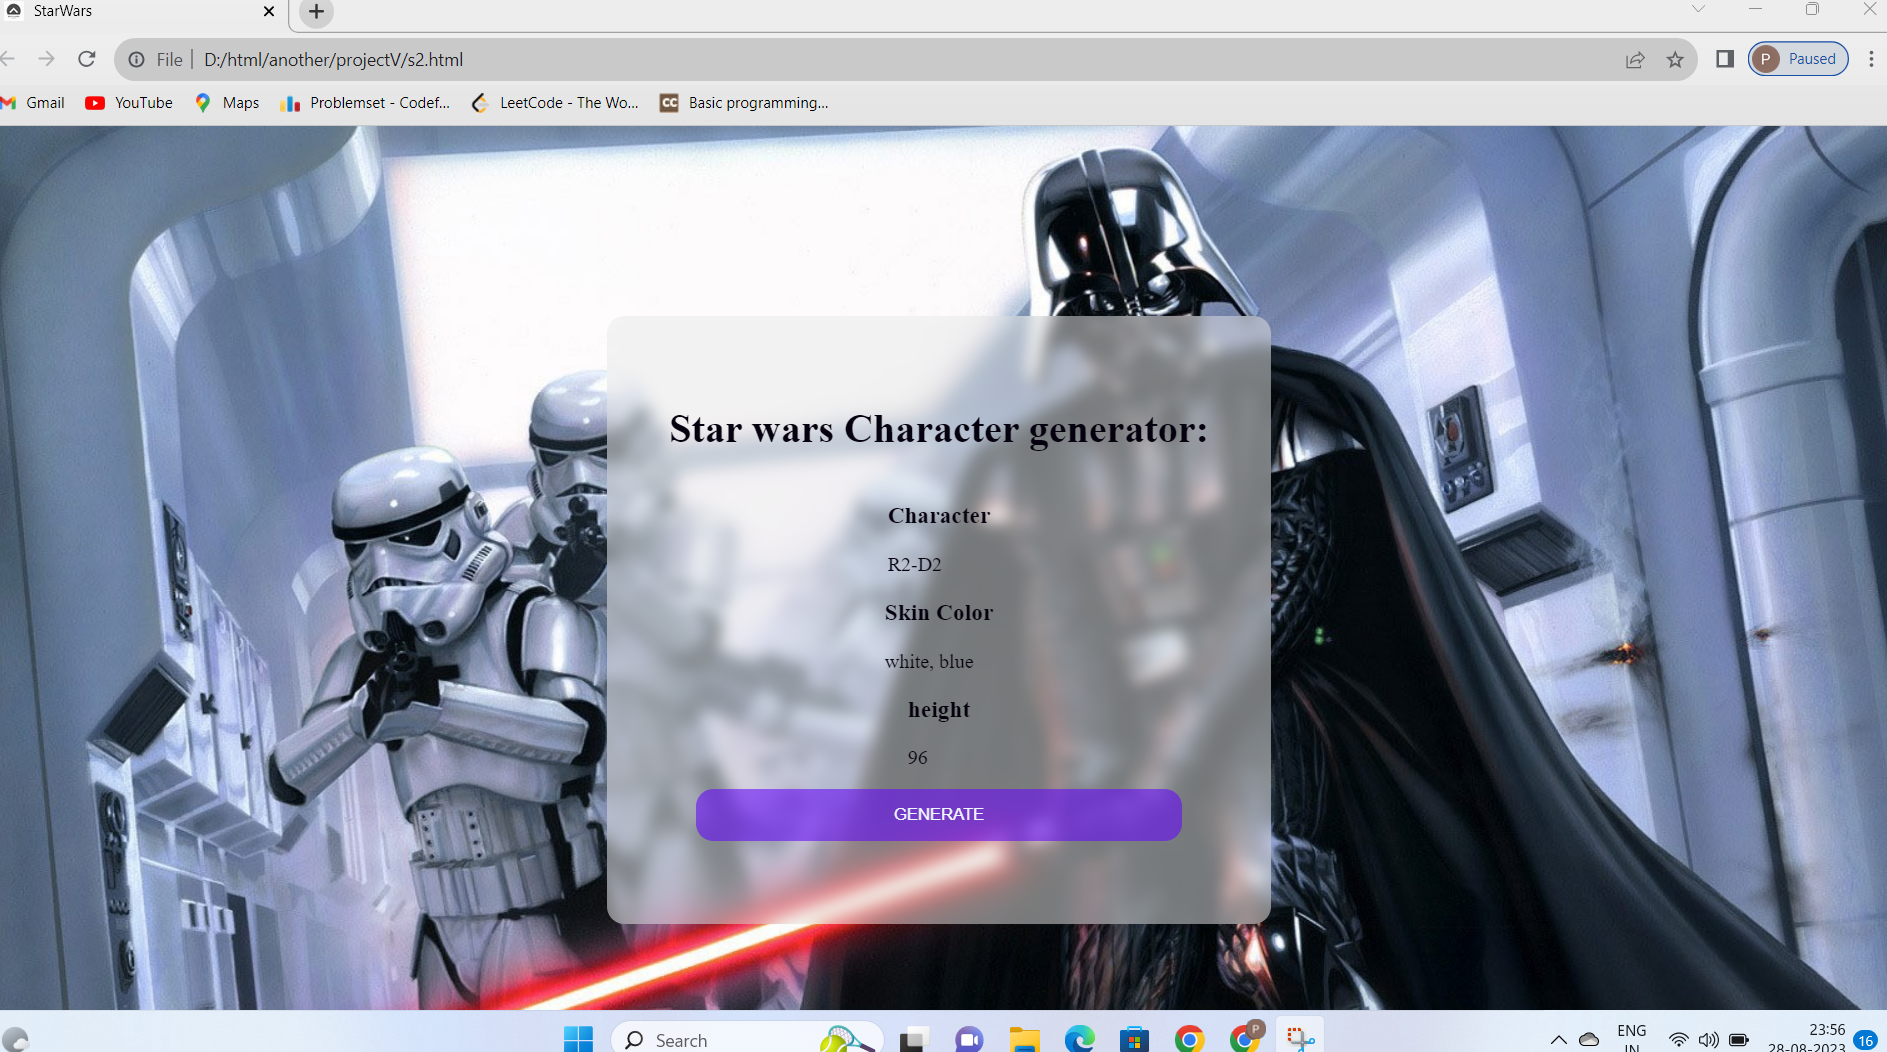 StarWars
File | D:/html/another/projectV/s2.html
P Paused
Gmail YouTube Maps Problemset - Codef... LeetCode - The Wo... CC Basic programming...
Star wars Character generator:
Character
R2-D2
Skin Color
white, blue
height
96
GENERATE
Search
P
ENG
IN
23:56
28-08-2023
16